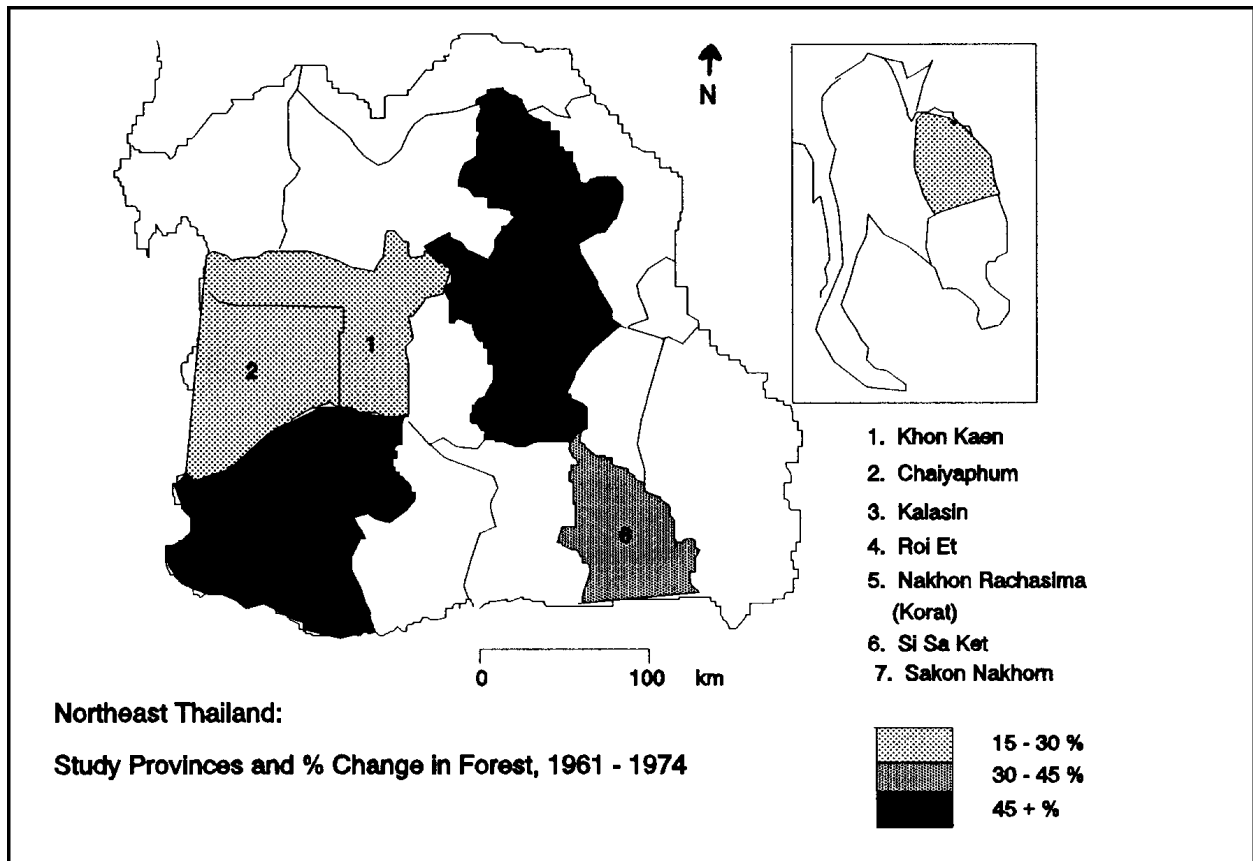 N
1
2
6
1. Khon Kaen
2. Chaiyaphum
3. Kalasin
4. Roi Et
5. Nakhon Rachasima
(Korat)
6. Si Sa Ket
7. Sakon Nakhorn
0 100 km
Northeast Thailand:
Study Provinces and % Change in Forest, 1961 - 1974
15 - 30 %
30 - 45 %
45 + %